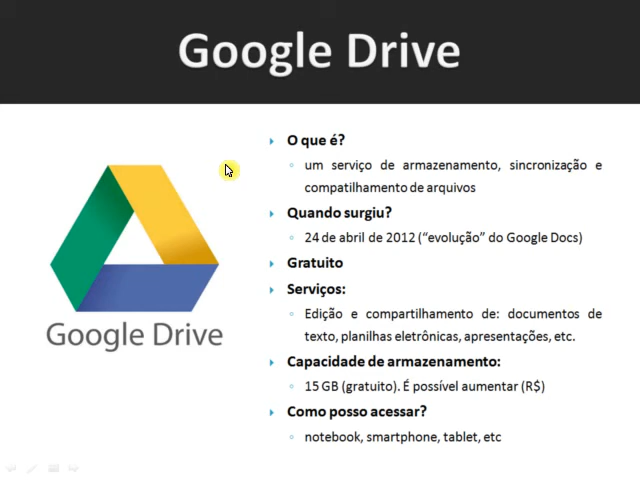 Google Drive
O que é?
um serviço de armazenamento, sincronização e
compatilhamento de arquivos
Quando surgiu?
24 de abril de 2012 (“evolução” do Google Docs)
Gratuito
Serviços:
Edição e compartilhamento de: documentos de
texto, planilhas eletrônicas, apresentações, etc.
Capacidade de armazenamento:
15 GB (gratuito). É possível aumentar (R$)
Como posso acessar?
notebook, smartphone, tablet, etc
Google Drive